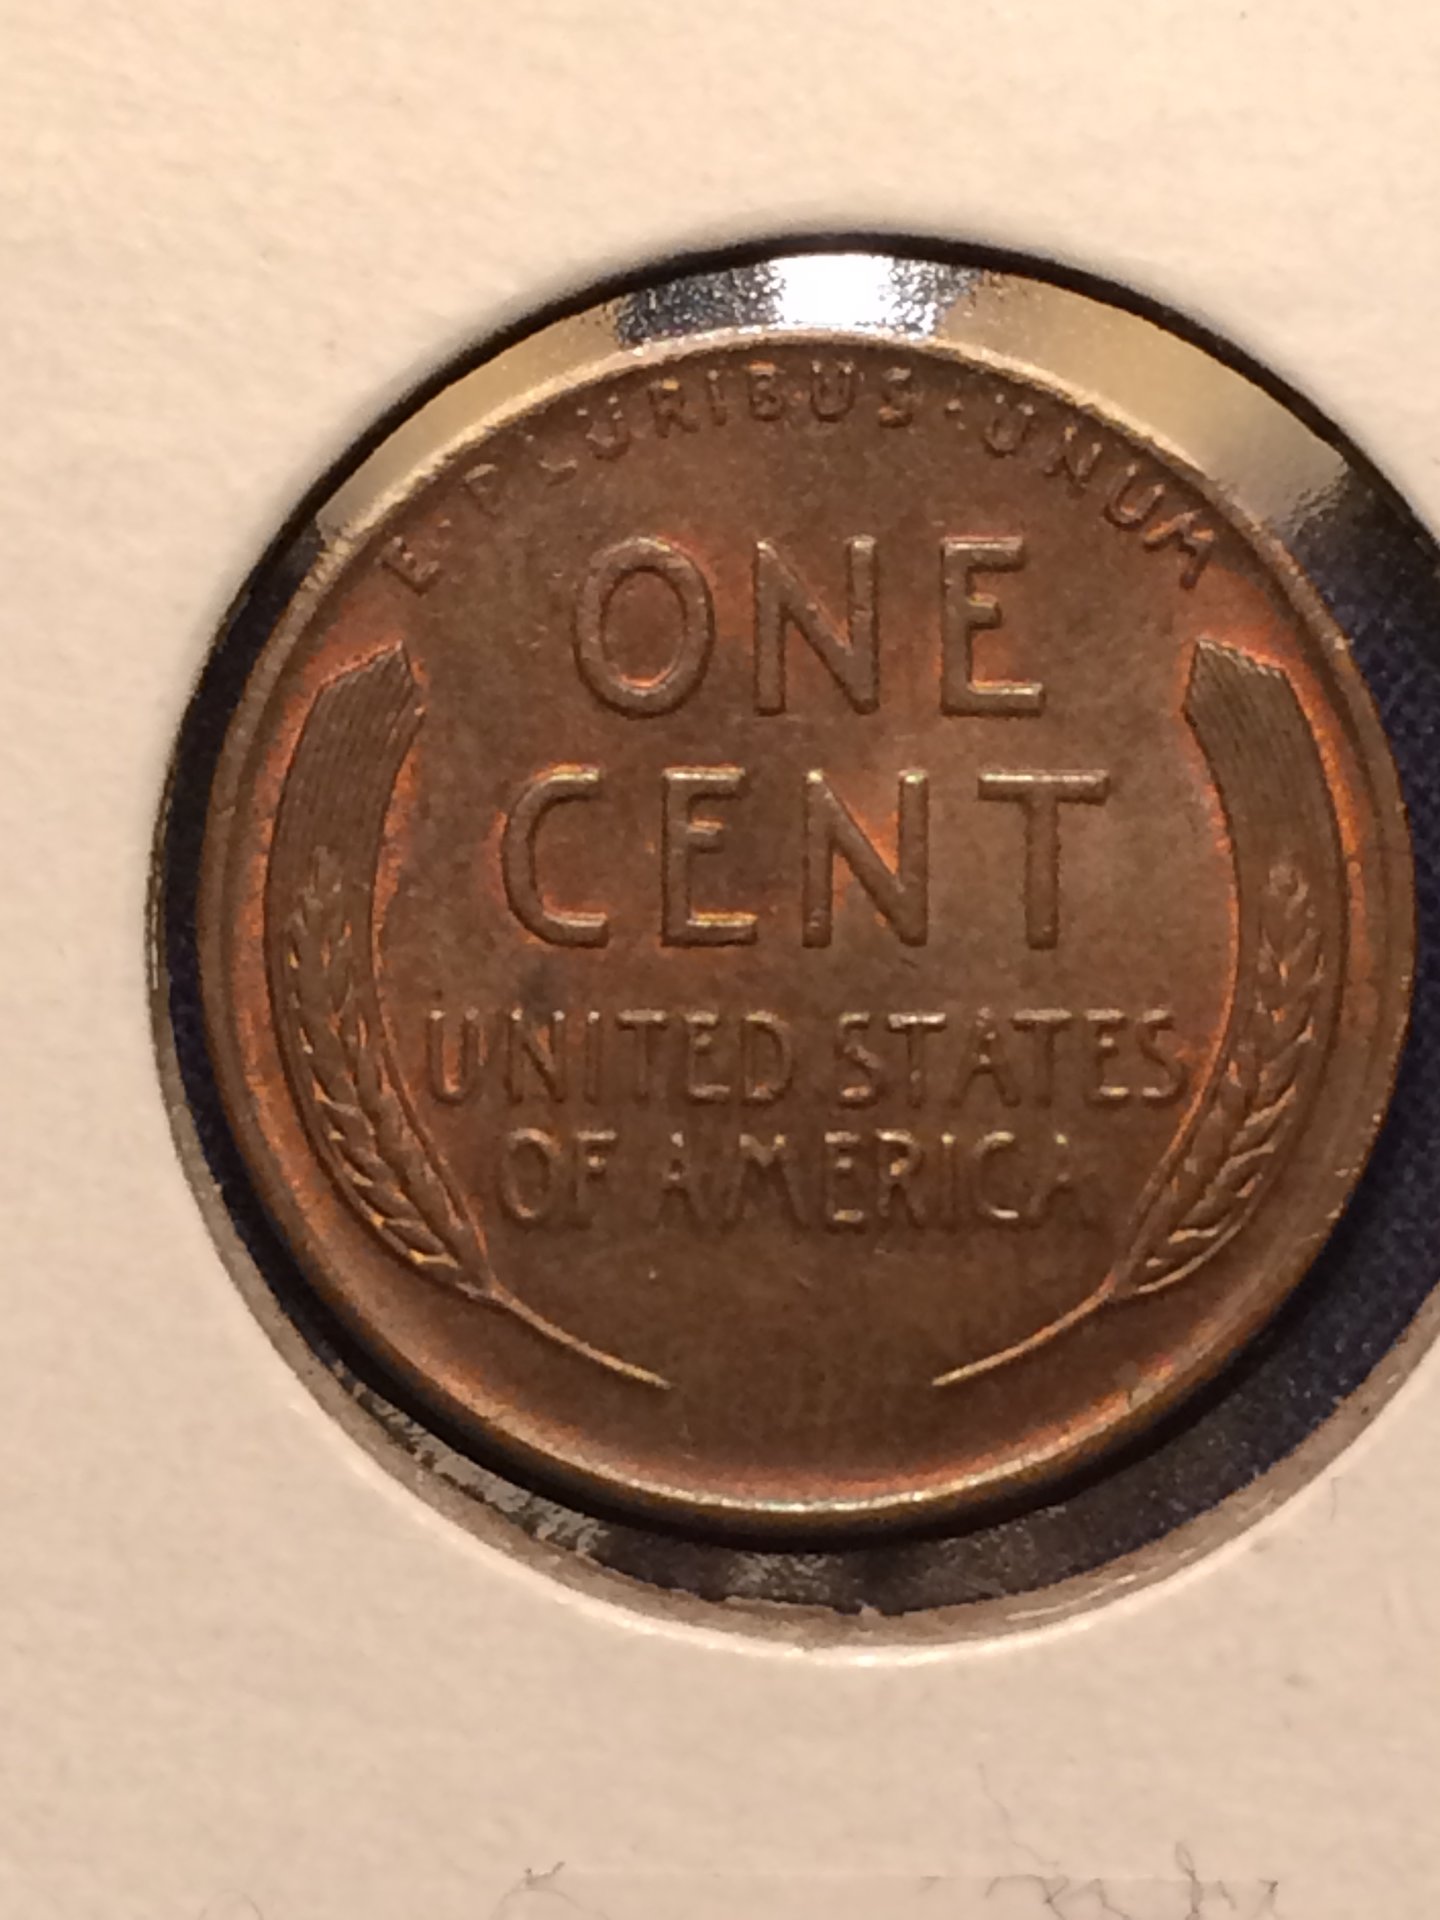 E · PLURIBUS · UNUM
ONE
CENT
UNITED STATES
OF AMERICA